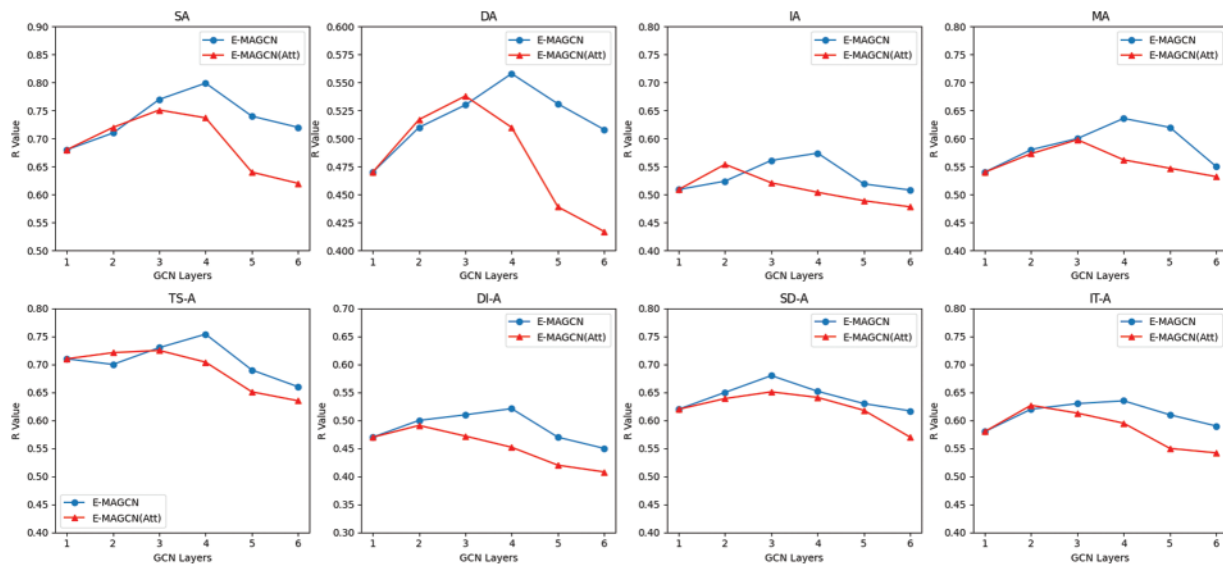 SA
0.90
0.85
0.80
0.75
0.70
0.65
0.60
0.55
0.50
R Value
E-MAGCN
E-MAGCN(Att)
1 2 3 4 5 6
GCN Layers
DA
0.600
0.575
0.550
0.525
0.500
0.475
0.450
0.425
0.400
R Value
E-MAGCN
E-MAGCN(Att)
1 2 3 4 5 6
GCN Layers
IA
0.80
0.75
0.70
0.65
0.60
0.55
0.50
0.45
0.40
R Value
E-MAGCN
E-MAGCN(Att)
1 2 3 4 5 6
GCN Layers
MA
0.80
0.75
0.70
0.65
0.60
0.55
0.50
0.45
0.40
R Value
E-MAGCN
E-MAGCN(Att)
1 2 3 4 5 6
GCN Layers
TS-A
0.80
0.75
0.70
0.65
0.60
0.55
0.50
0.45
0.40
R Value
E-MAGCN
E-MAGCN(Att)
1 2 3 4 5 6
GCN Layers
DI-A
0.70
0.65
0.60
0.55
0.50
0.45
0.40
0.35
0.30
R Value
E-MAGCN
E-MAGCN(Att)
1 2 3 4 5 6
GCN Layers
SD-A
0.80
0.75
0.70
0.65
0.60
0.55
0.50
0.45
0.40
R Value
E-MAGCN
E-MAGCN(Att)
1 2 3 4 5 6
GCN Layers
IT-A
0.80
0.75
0.70
0.65
0.60
0.55
0.50
0.45
0.40
R Value
E-MAGCN
E-MAGCN(Att)
1 2 3 4 5 6
GCN Layers